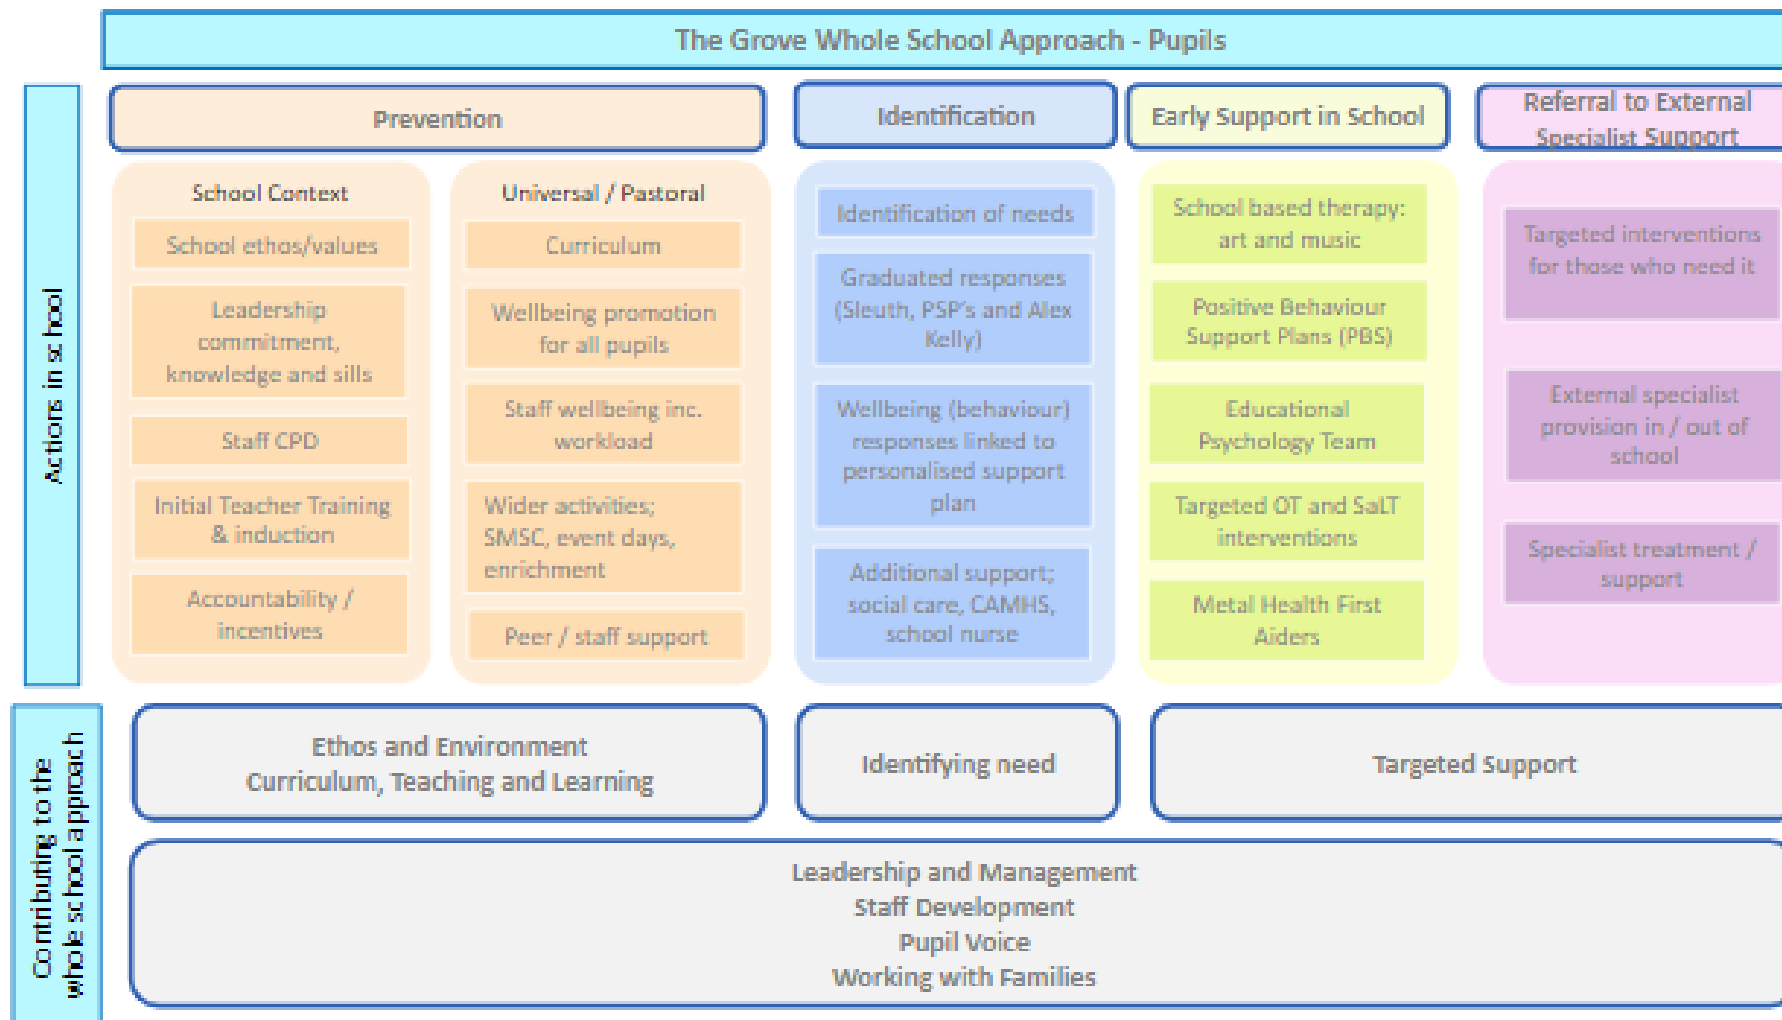 The Grove Whole School Approach - Pupils
Actions in school
Prevention
School Context
School ethos/values
Leadership
commitment,
knowledge and sills
Staff CPD
Initial Teacher Training
& induction
Accountability /
incentives
Universal / Pastoral
Curriculum
Wellbeing promotion
for all pupils
Staff wellbeing inc.
workload
Wider activities;
SMSC, event days,
enrichment
Peer / staff support
Identification
Identification of needs
Graduated responses
(Sleuth, PSP's and Alex
Kelly)
Wellbeing (behaviour)
responses linked to
personalised support
plan
Additional support;
social care, CAMHS,
school nurse
Early Support in School
School based therapy:
art and music
Positive Behaviour
Support Plans (PBS)
Educational
Psychology Team
Targeted OT and SaLT
interventions
Metal Health First
Aiders
Referral to External
Specialist Support
Targeted interventions
for those who need it
External specialist
provision in / out of
school
Specialist treatment /
support
Contributing to the
whole school approach
Ethos and Environment
Curriculum, Teaching and Learning
Identifying need
Targeted Support
Leadership and Management
Staff Development
Pupil Voice
Working with Families